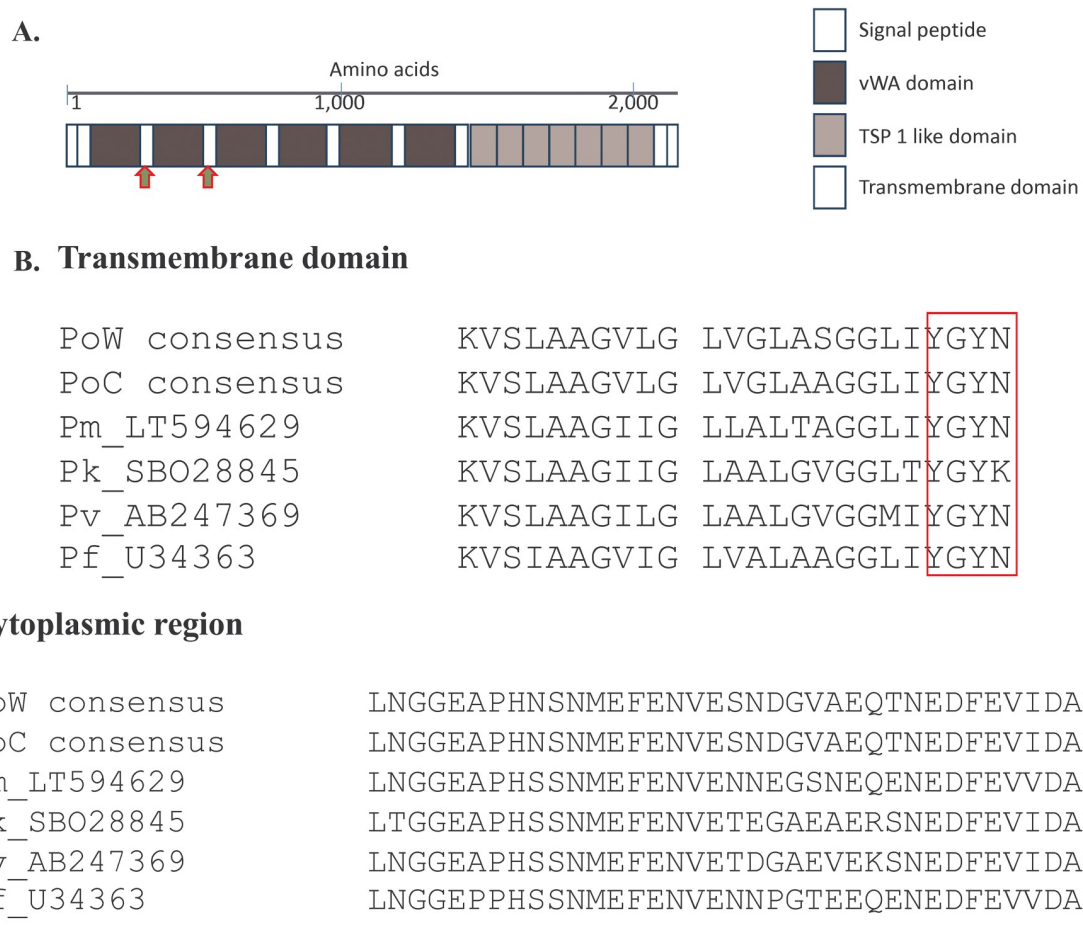 A.
Amino acids
1
1,000
2,000
Signal peptide
vWA domain
TSP 1 like domain
Transmembrane domain
B. Transmembrane domain
PoW consensus KVSLAAGVLG LVGLASGGLIYGYN
PoC consensus KVSLAAGVLG LVGLAAGGLIYGYN
Pm_LT594629 KVSLAAGIIG LLALTAGGLIYGYN
Pk_SBO28845 KVSLAAGIIG LAALGVGGLTYGYK
Pv_AB247369 KVSLAAGILG LAALGVGGMIYGYN
Pf_U34363 KVSIAAGVIG LVALAAGGLIYGYN
ytoplasmic region
oW consensus LNGGEAPHNSNMEFENVESNDGVAEQTNEDFEVIDA
oC consensus LNGGEAPHNSNMEFENVESNDGVAEQTNEDFEVIDA
m_LT594629 LNGGEAPHSSNMEFENVENNEGSNEQENEDFEVVDA
k_SBO28845 LTGGEAPHSSNMEFENVETEGAEAERSNEDFEVIDA
v_AB247369 LNGGEAPHSSNMEFENVETDGAEVEKSNEDFEVIDA
f_U34363 LNGGEPPHSSNMEFENVENNPGTEEQENEDFEVVDA